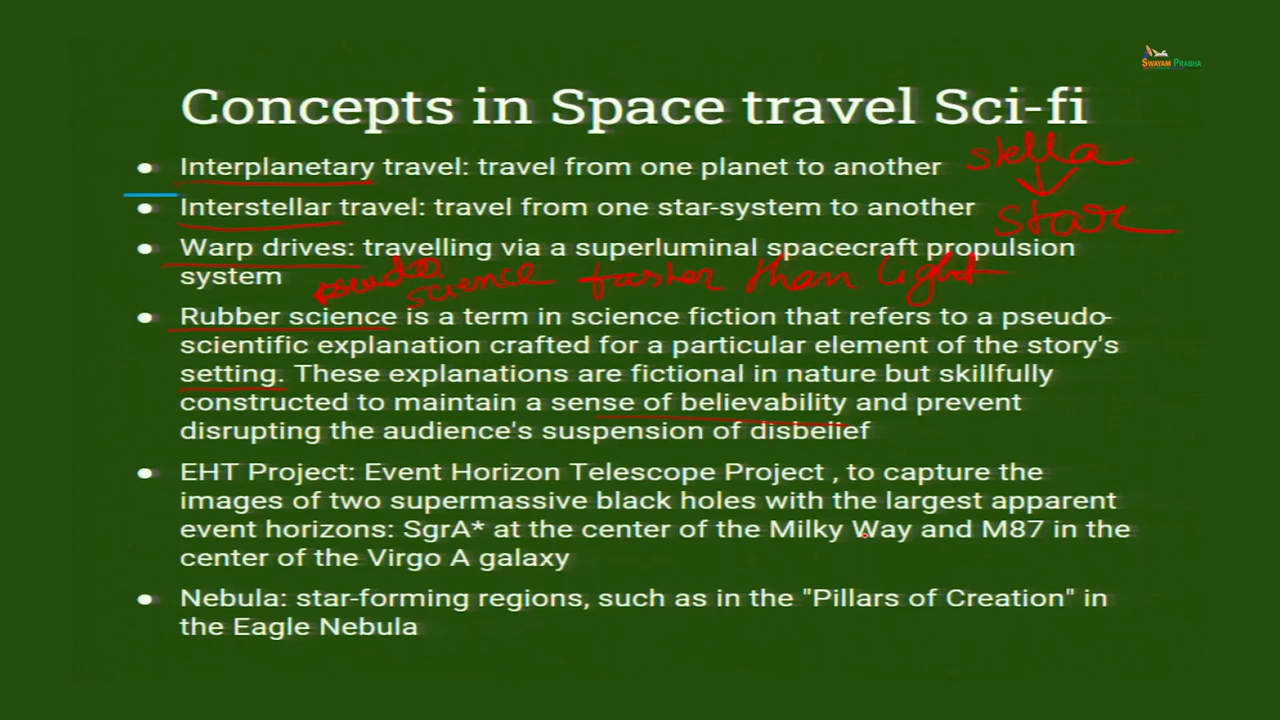 SWAYAM PRABHA
Concepts in Space travel Sci-fi
● Interplanetary travel: travel from one planet to another
stella
● Interstellar travel: travel from one star-system to another
star
● Warp drives: travelling via a superluminal spacecraft propulsion
system
pseudo
science faster than light
● Rubber science is a term in science fiction that refers to a pseudo-
scientific explanation crafted for a particular element of the story's
setting. These explanations are fictional in nature but skillfully
constructed to maintain a sense of believability and prevent
disrupting the audience's suspension of disbelief
● EHT Project: Event Horizon Telescope Project , to capture the
images of two supermassive black holes with the largest apparent
event horizons: SgrA* at the center of the Milky Way and M87 in the
center of the Virgo A galaxy
● Nebula: star-forming regions, such as in the "Pillars of Creation" in
the Eagle Nebula